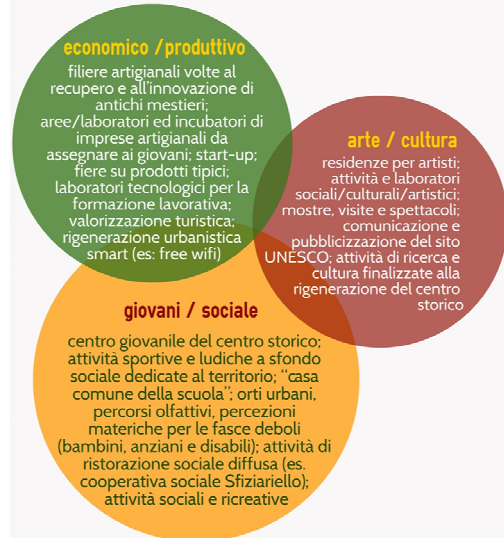 economico /produttivo
filiere artigianali volte al
recupero e all'innovazione di
antichi mestieri;
aree/laboratori ed incubatori di
imprese artigianali da
assegnare ai giovani; start-up;
fiere su prodotti tipici;
laboratori tecnologici per la
formazione lavorativa;
valorizzazione turistica;
rigenerazione urbanistica
smart (es: free wifi)
arte / cultura
residenze per artisti;
attività e laboratori
sociali/culturali/artistici;
mostre, visite e spettacoli;
comunicazione e
pubblicizzazione del sito
UNESCO; attività di ricerca e
cultura finalizzate alla
rigenerazione del centro
storico
giovani / sociale
centro giovanile del centro storico;
attività sportive e ludiche a sfondo
sociale dedicate al territorio; “casa
comune della scuola”; orti urbani,
percorsi olfattivi, percezioni
materiche per le fasce deboli
(bambini, anziani e disabili); attività di
ristorazione sociale diffusa (es.
cooperativa sociale Sfiziariello);
attività sociali e ricreative